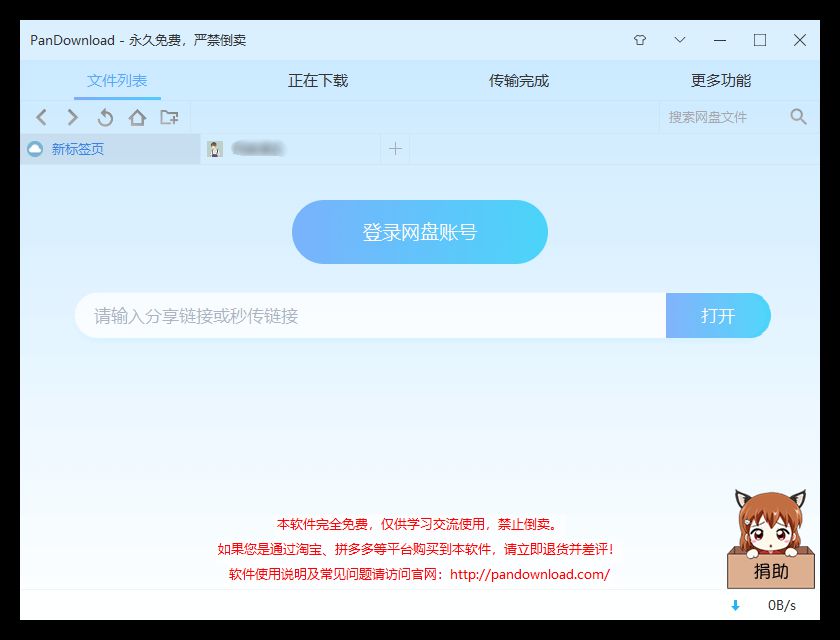 PanDownload - 永久免费，严禁倒卖
文件列表
正在下载
传输完成
更多功能
搜索网盘文件
新标签页
登录网盘账号
请输入分享链接或秒传链接
打开
本软件完全免费，仅供学习交流使用，禁止倒卖。
如果您是通过淘宝、拼多多等平台购买到本软件，请立即退货并差评！
软件使用说明及常见问题请访问官网：http://pandownload.com/
捐助
0B/s